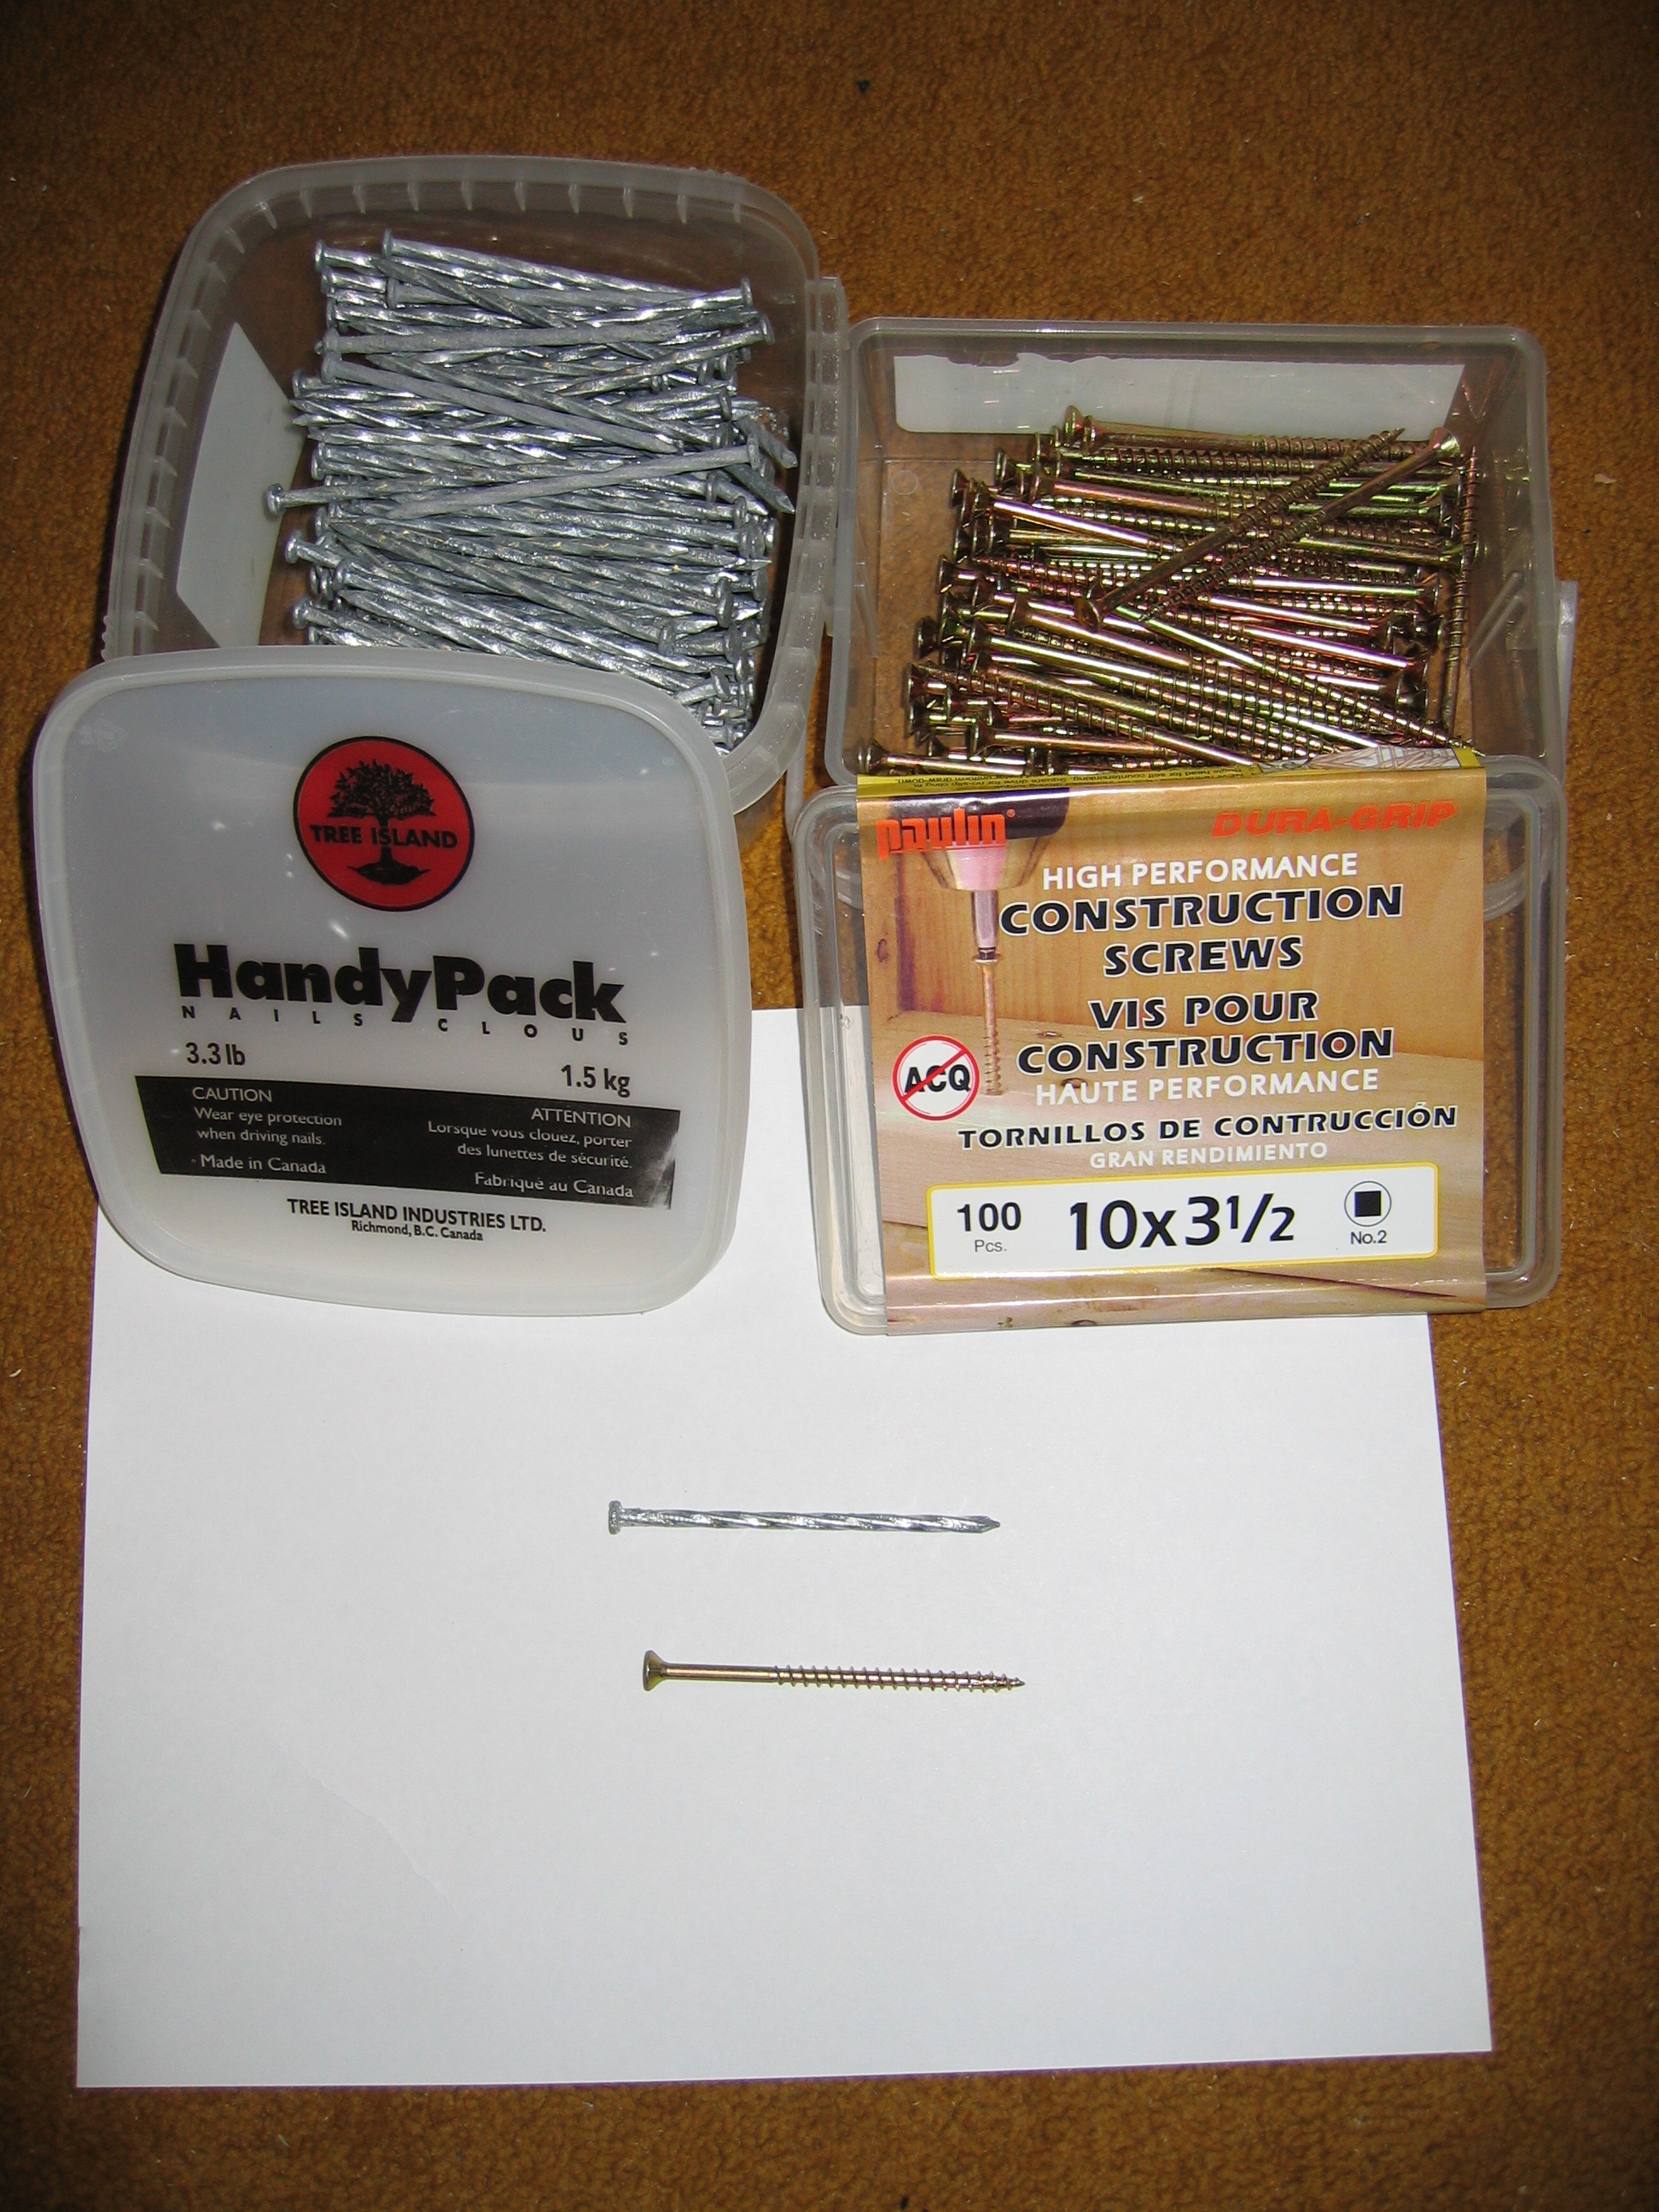 TREE ISLAND
HandyPack
NAILS CLOUS
3.3 lb
1.5 kg
CAUTION
Wear eye protection
when driving nails.
Made in Canada
ATTENTION
Lorsque vous clouez, porter
des lunettes de sécurité.
Fabriqué au Canada
TREE ISLAND INDUSTRIES LTD.
Richmond, B.C. Canada
paulin®
DURA-GRIP
HIGH PERFORMANCE
CONSTRUCTION
SCREWS
VIS POUR
CONSTRUCTION
HAUTE PERFORMANCE
ACQ
TORNILLOS DE CONTRUCCIÓN
GRAN RENDIMIENTO
100
Pcs.
10x3½
No.2